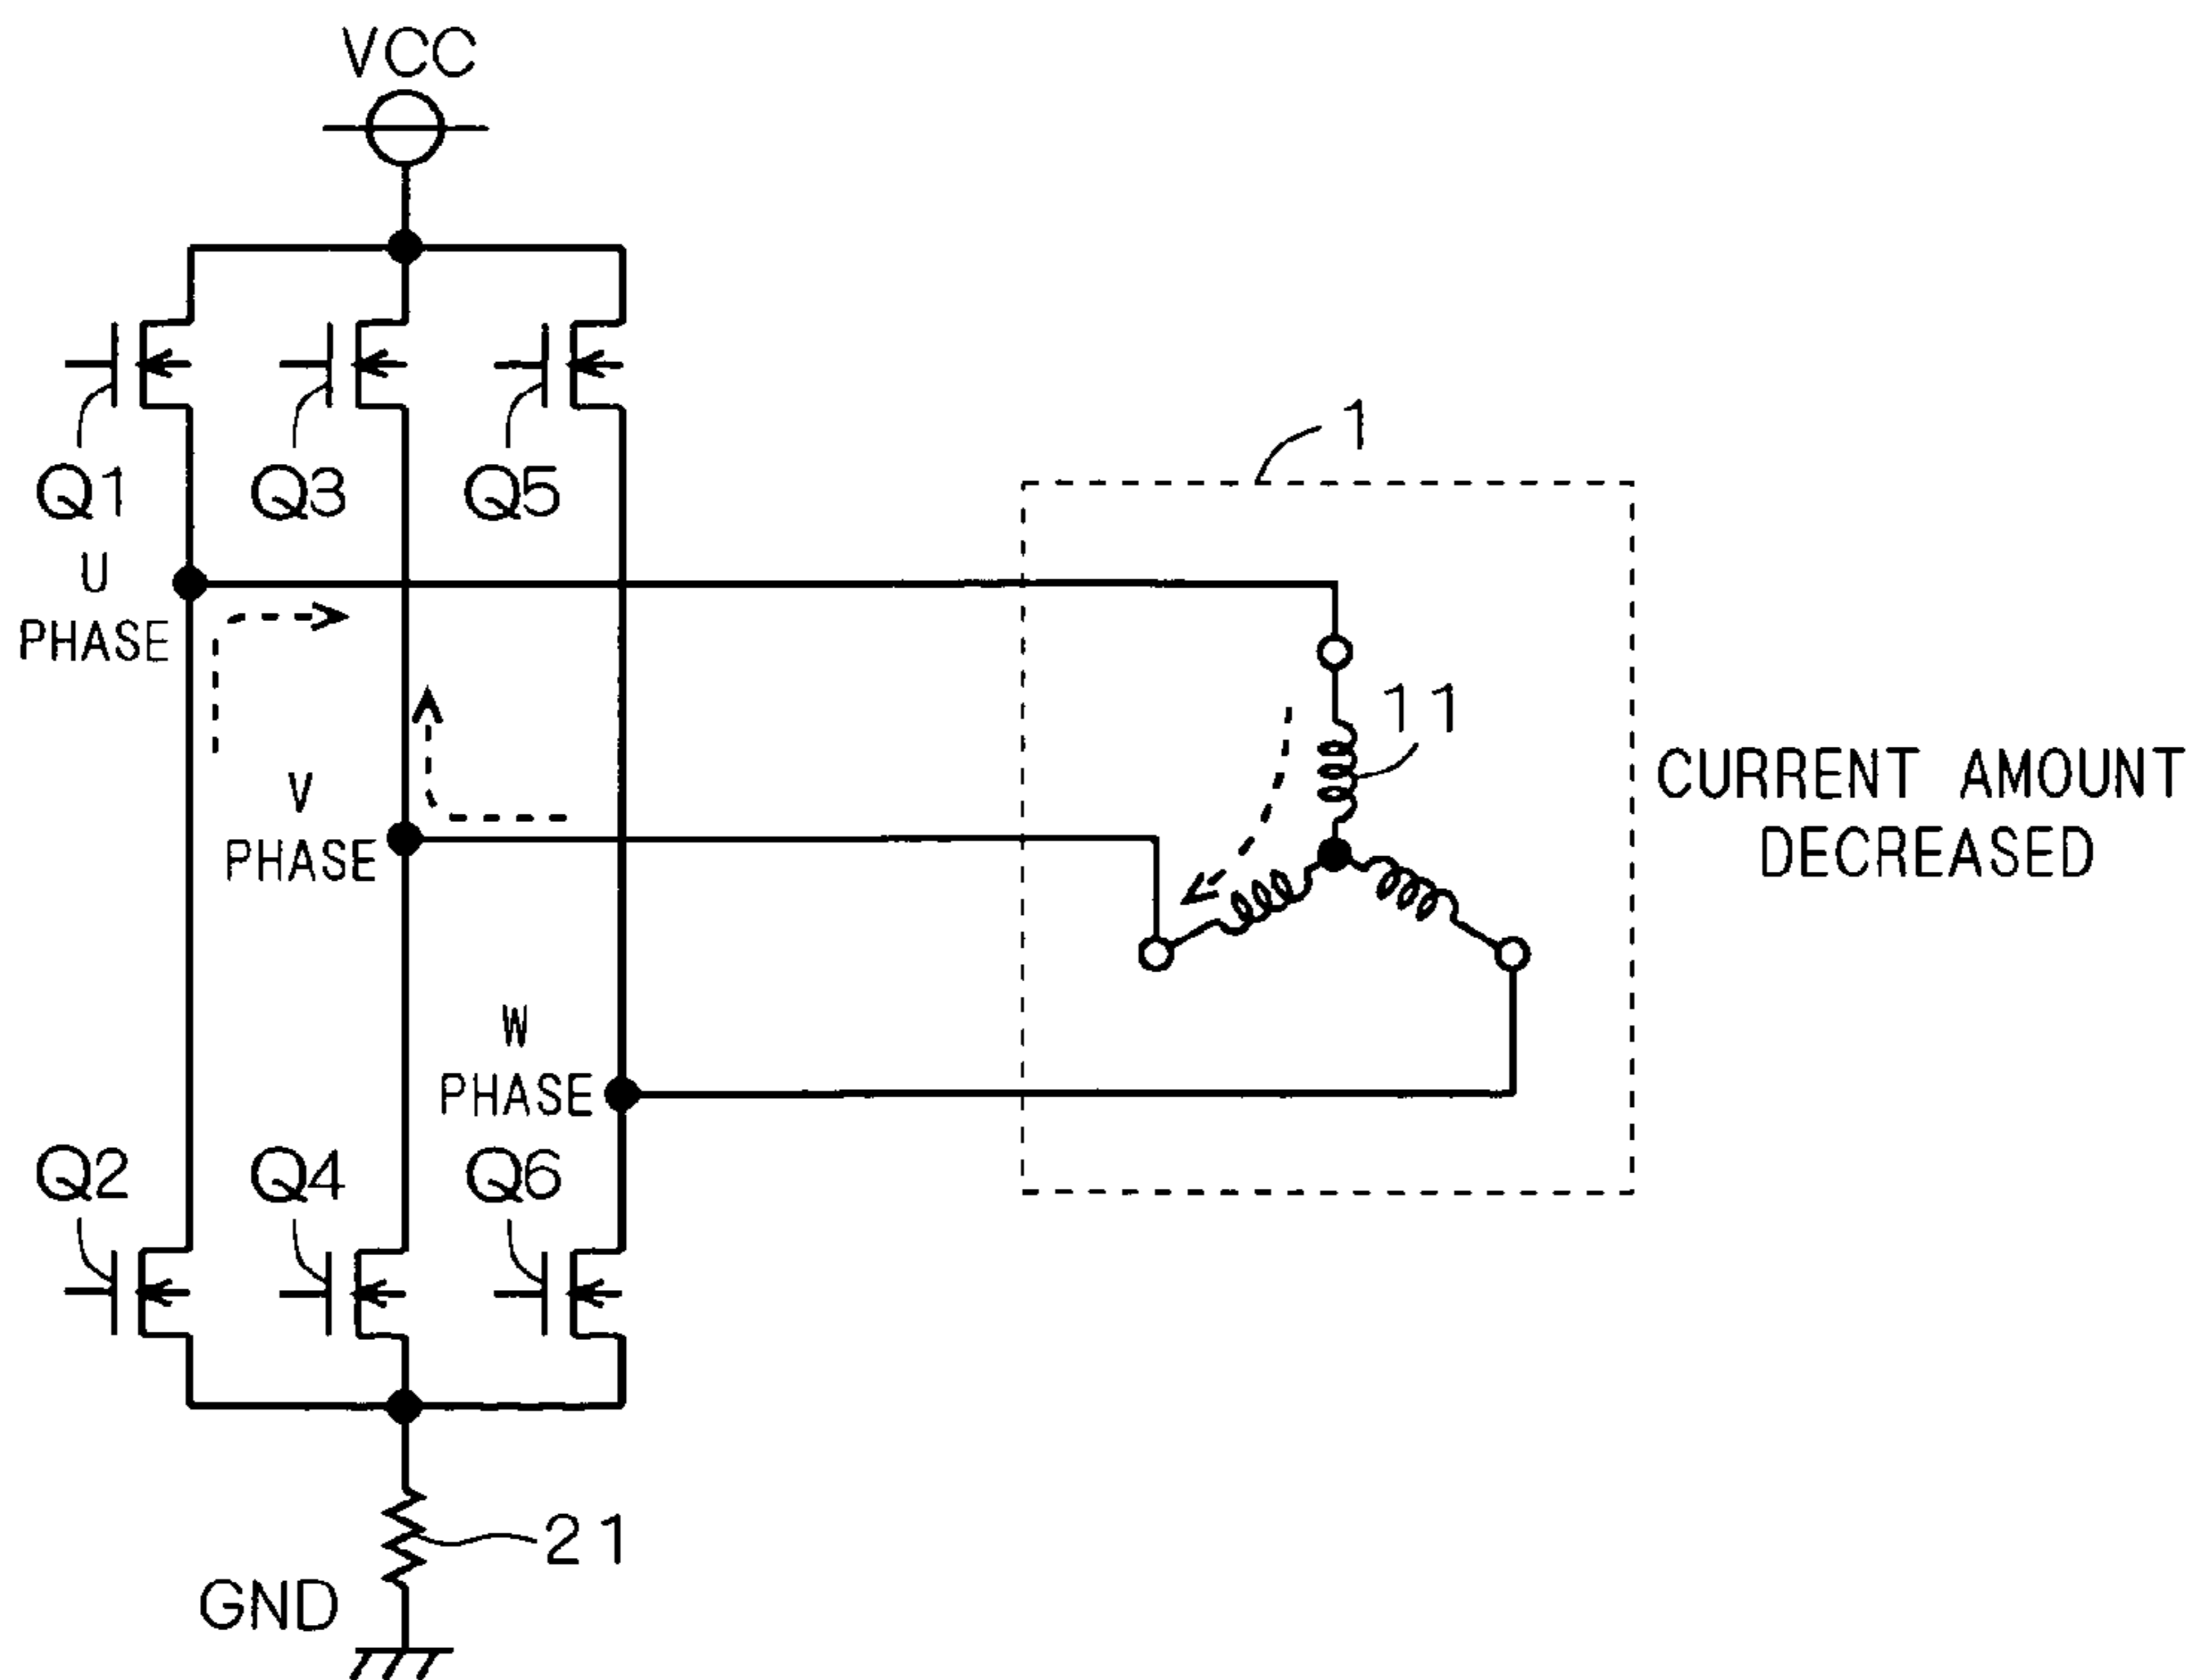 VCC
Q1
Q3
Q5
U
PHASE
1
11
V
PHASE
CURRENT AMOUNT
DECREASED
W
PHASE
Q2
Q4
Q6
21
GND